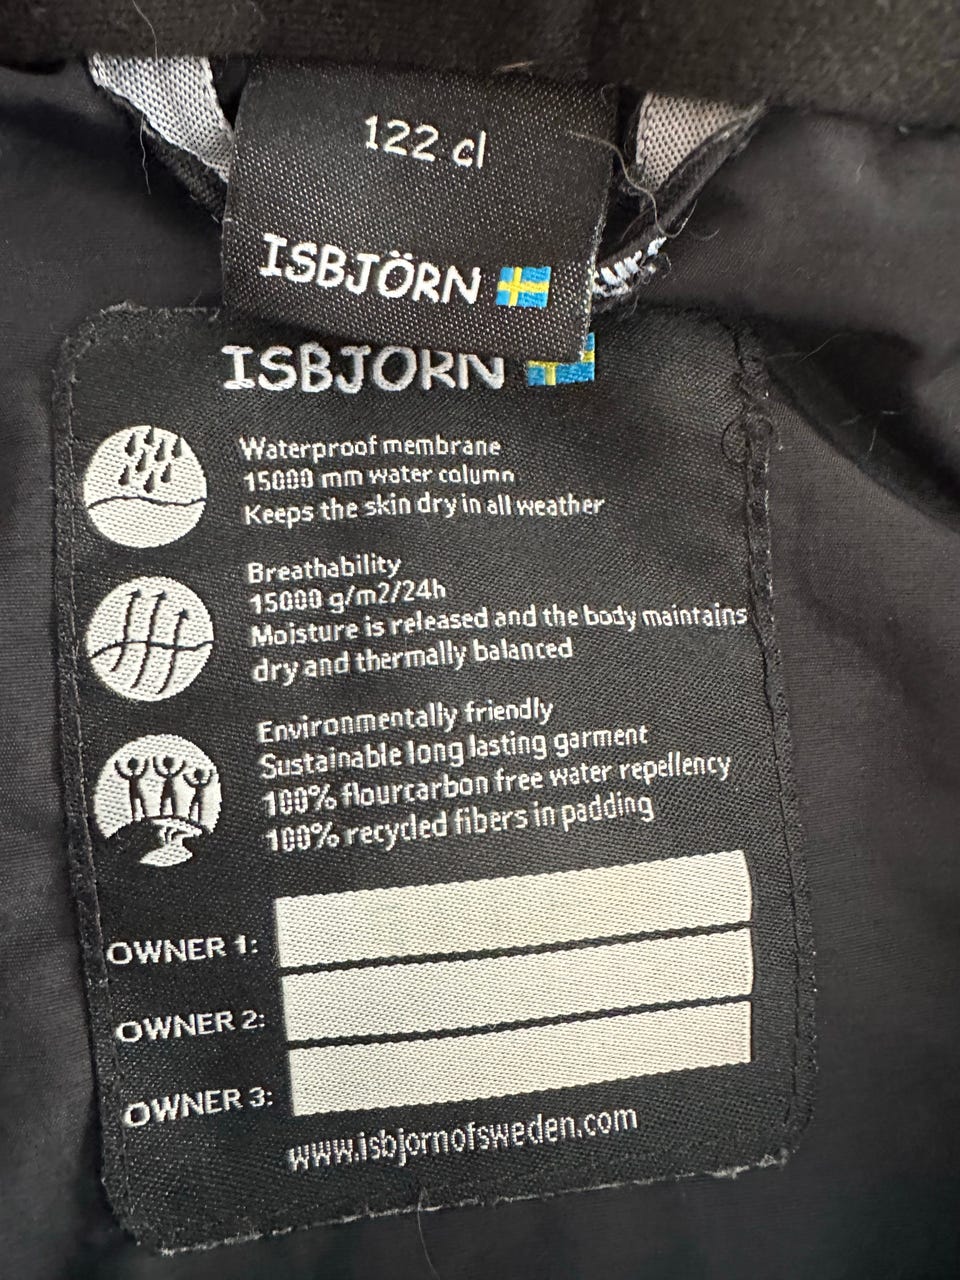 122 cl
ISBJÖRN
ISBJORN
Waterproof membrane
15000 mm water column
Keeps the skin dry in all weather
Breathability
15000 g/m2/24h
Moisture is released and the body maintains
dry and thermally balanced
Environmentally friendly
Sustainable long lasting garment
100% flourcarbon free water repellency
100% recycled fibers in padding
OWNER 1:
OWNER 2:
OWNER 3:
www.isbjornofsweden.com